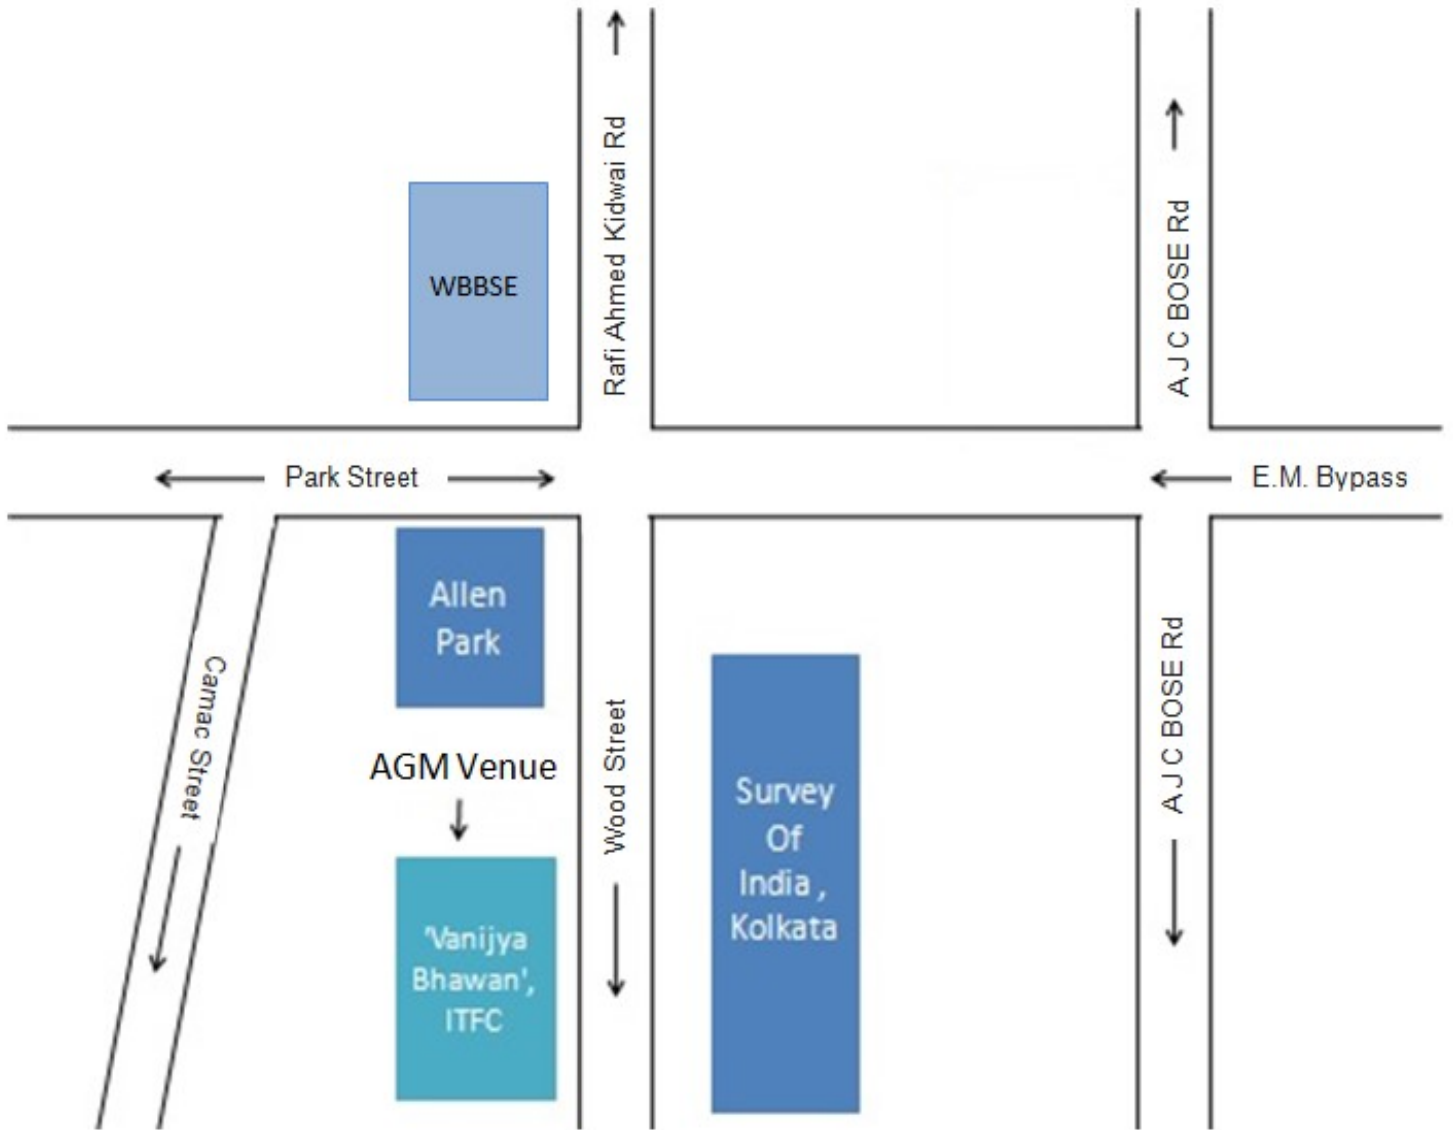 Rafi Ahmed Kidwai Rd
A J C BOSE Rd
WBBSE
Park Street
E.M. Bypass
Allen
Park
Camac Street
Wood Street
A J C BOSE Rd
AGM Venue
Survey
Of
India ,
Kolkata
'Vanijya
Bhawan',
ITFC